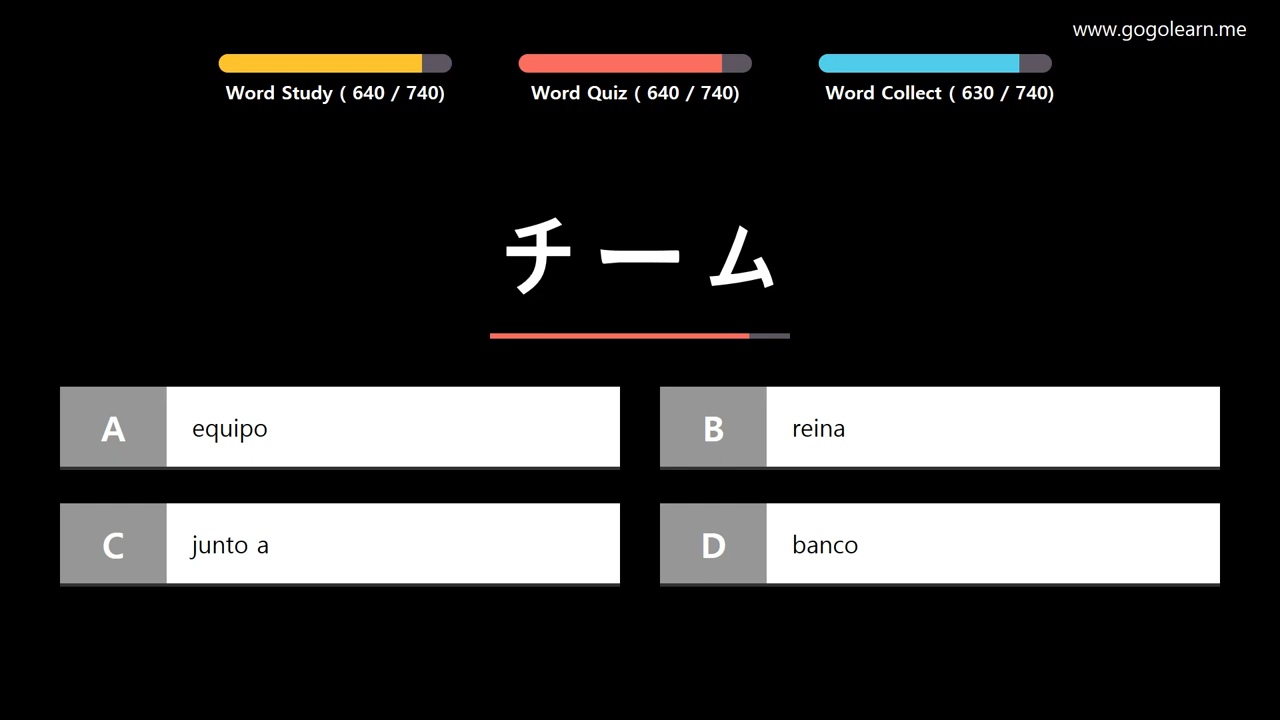 www.gogolearn.me
Word Study ( 640 / 740)
Word Quiz ( 640 / 740)
Word Collect ( 630 / 740)
チーム
A equipo
B reina
C junto a
D banco